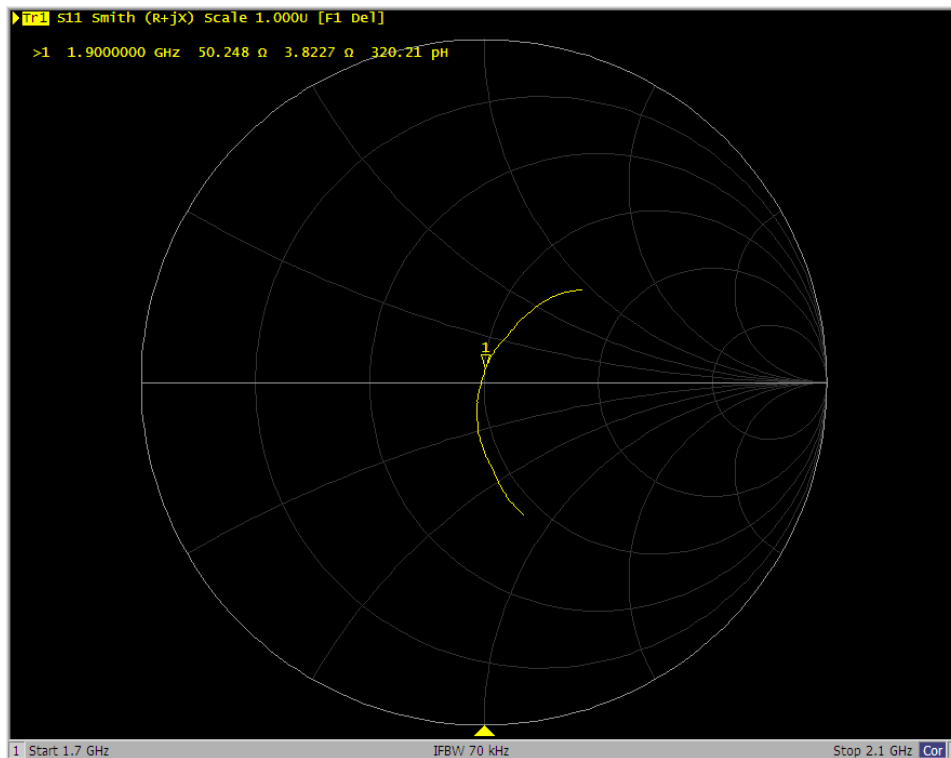 Tr1 S11 Smith (R+jX) Scale 1.000U [F1 Del]
>1 1.9000000 GHz 50.248 Ω 3.8227 Ω 320.21 pH
1
1 Start 1.7 GHz IFBW 70 kHz Stop 2.1 GHz Cor